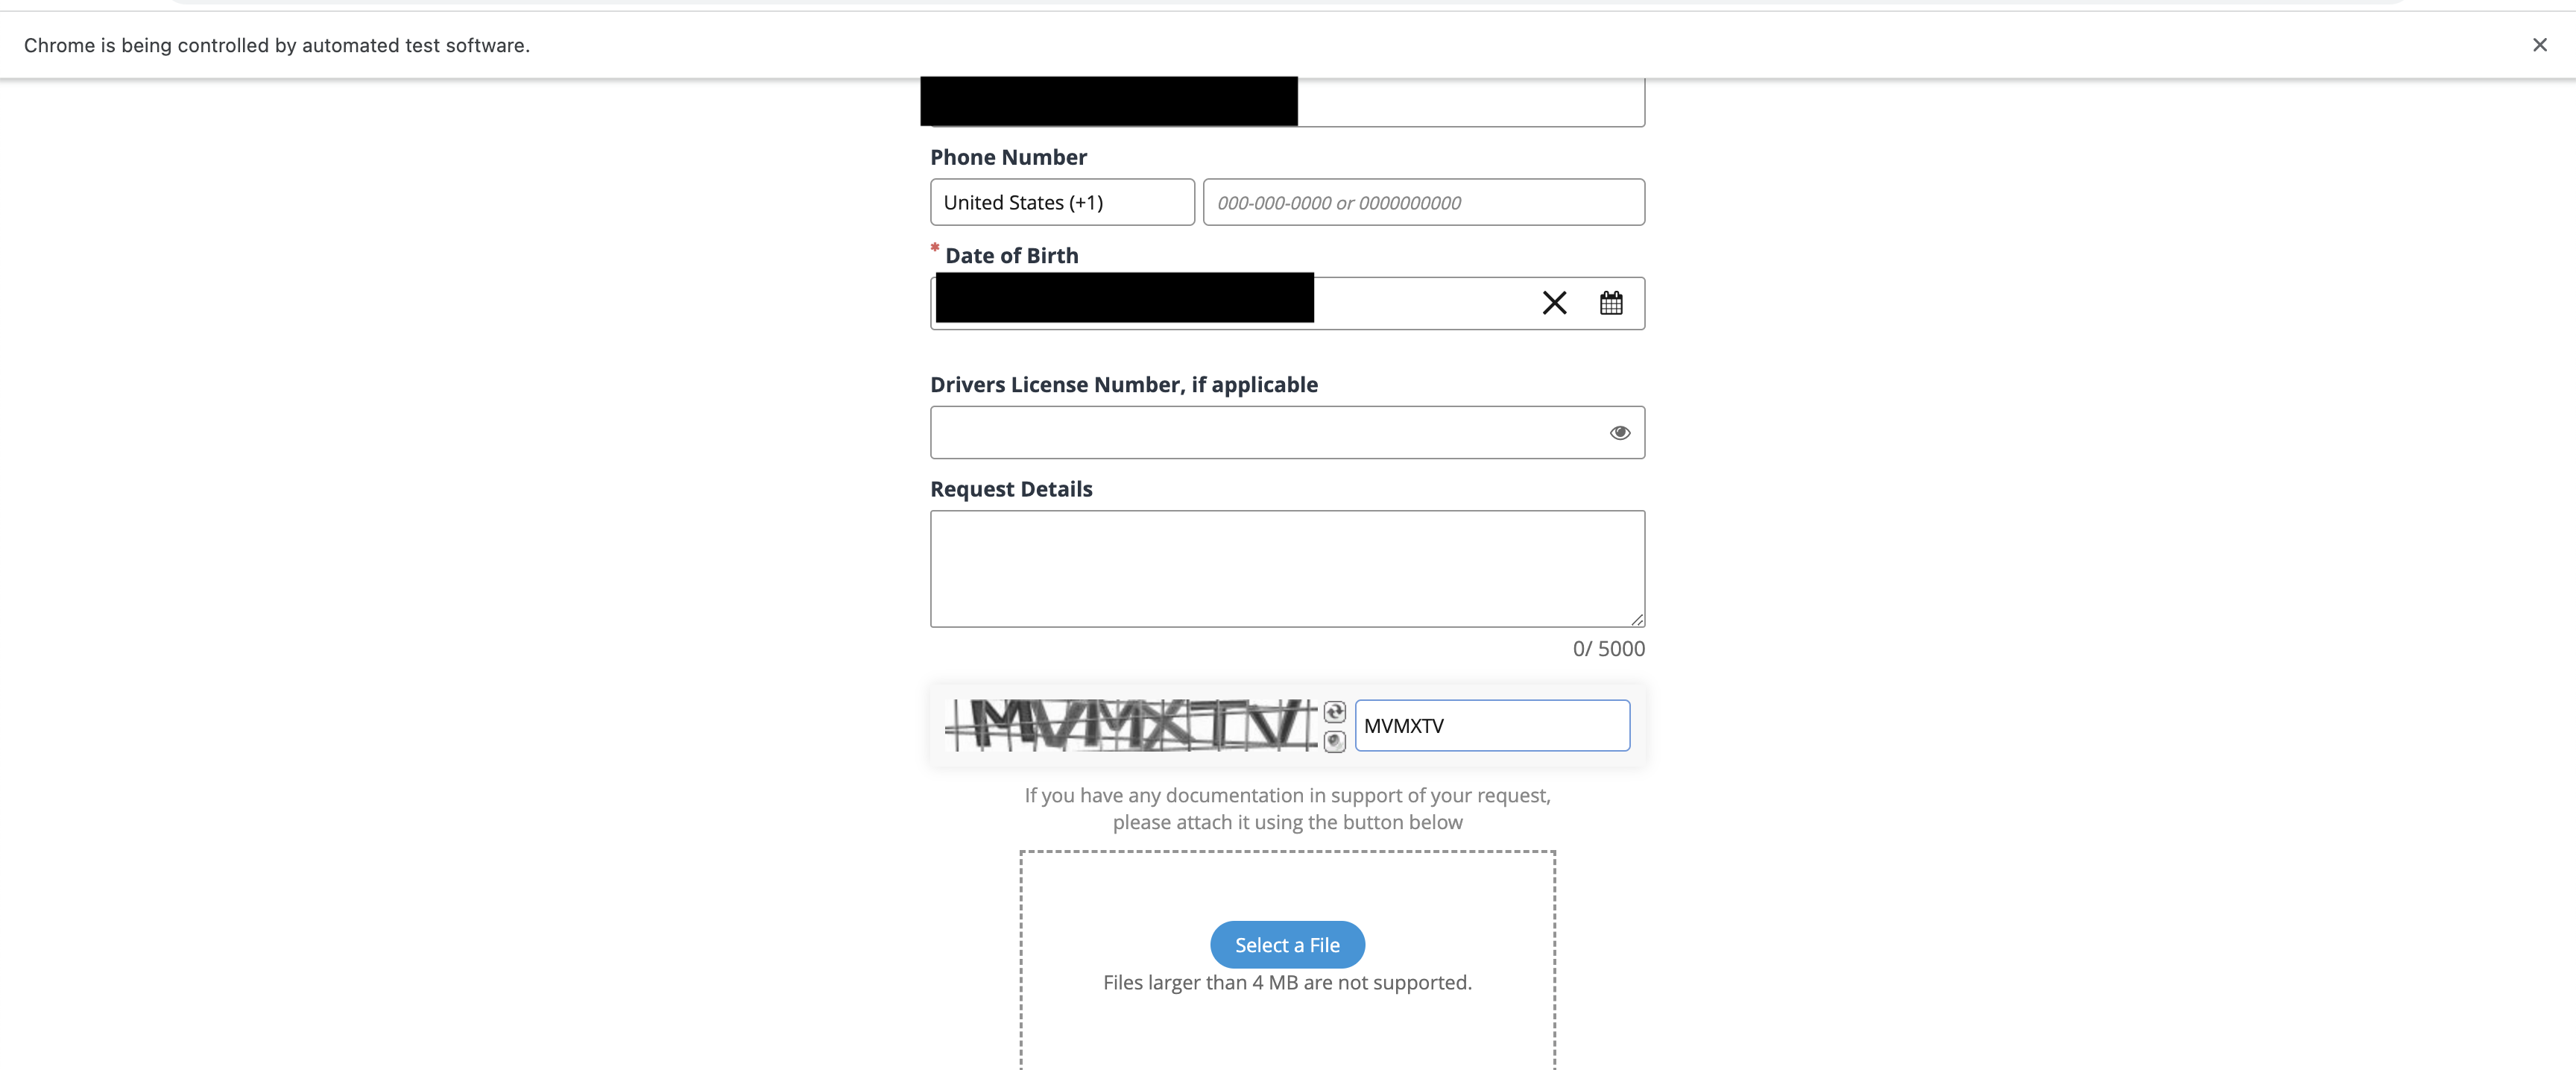 Chrome is being controlled by automated test software.
Phone Number
United States (+1)
000-000-0000 or 0000000000
* Date of Birth
Drivers License Number, if applicable
Request Details
0/ 5000
MVMXTV
MVMXTV
If you have any documentation in support of your request,
please attach it using the button below
Select a File
Files larger than 4 MB are not supported.